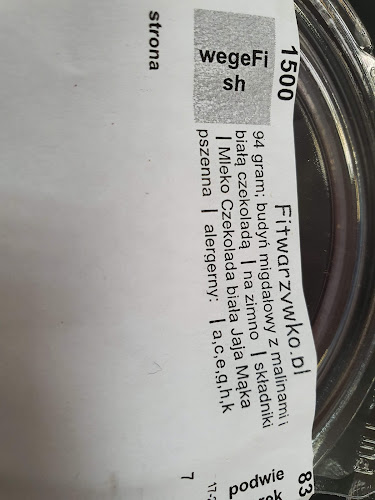 1500
wegeFi
sh
strona
Fitwarzywko.pl
94 gram; budyń migdałowy z malinami i
białą czekoladą | na zimno | składniki
| Mleko Czekolada biała Jaja Mąka
pszenna | alergerny: | a,c,e,g,h,k
83
podwie
7